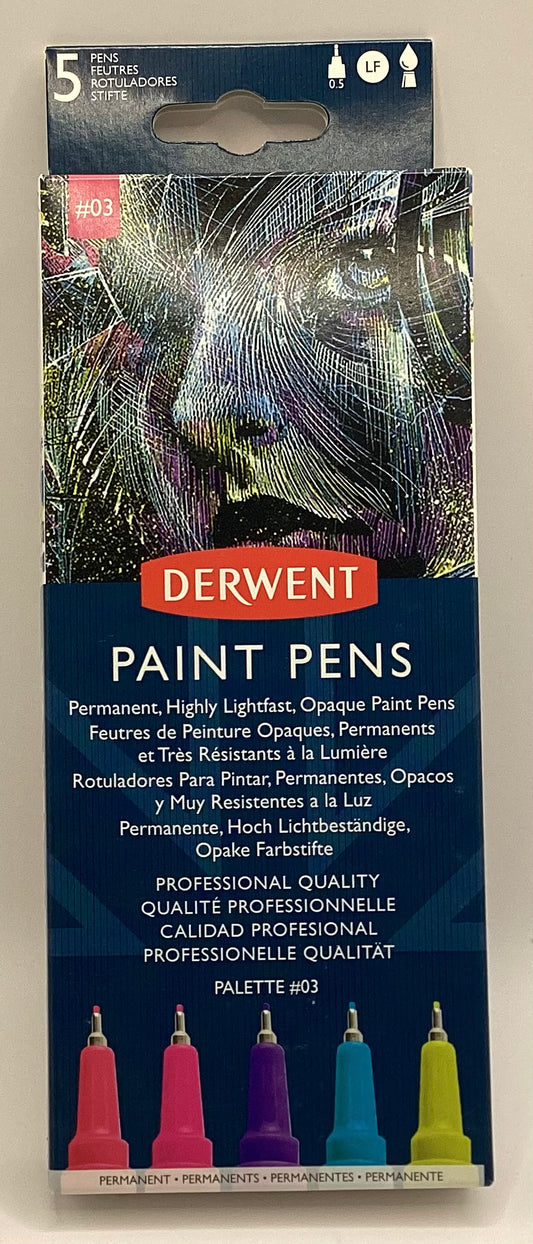 5
PENS
FEUTRES
ROTULADORES
STIFTE
0.5
LF
#03
DERWENT
PAINT PENS
Permanent, Highly Lightfast, Opaque Paint Pens
Feutres de Peinture Opaques, Permanents
et Très Résistants à la Lumière
Rotuladores Para Pintar, Permanentes, Opacos
y Muy Resistentes a la Luz
Permanente, Hoch Lichtbeständige,
Opake Farbstifte
PROFESSIONAL QUALITY
QUALITÉ PROFESSIONNELLE
CALIDAD PROFESIONAL
PROFESSIONELLE QUALITÄT
PALETTE #03
PERMANENT • PERMANENTS • PERMANENTES • PERMANENTE